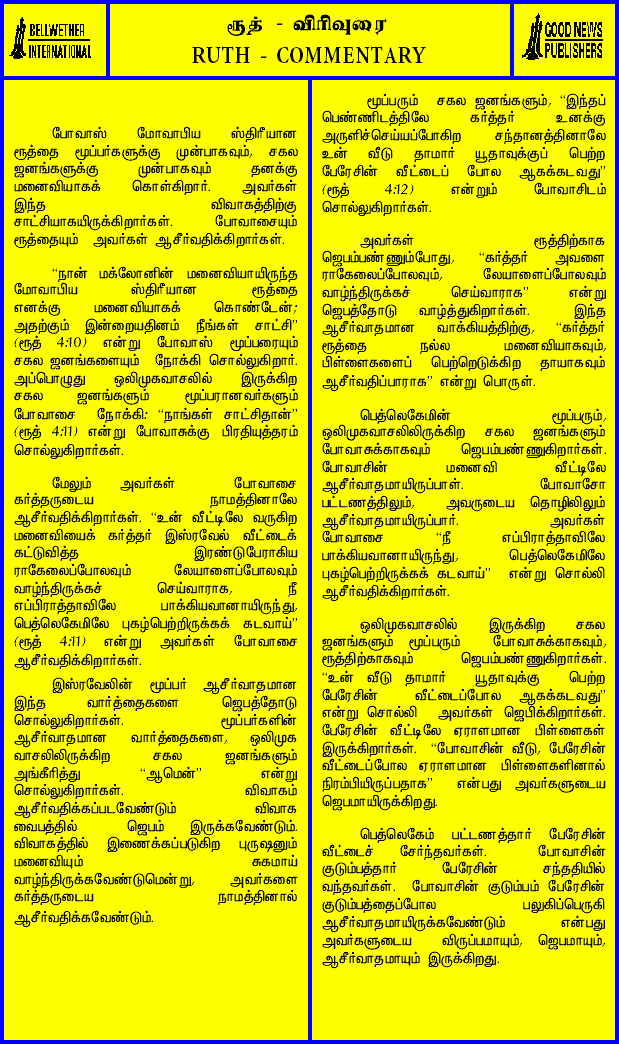 BELLWETHER
INTERNATIONAL
ரூத் - விரிவுரை
RUTH - COMMENTARY
GOOD NEWS
PUBLISHERS
போவாஸ் மோவாபிய ஸ்திரீயான
ரூத்தை மூப்பர்களுக்கு முன்பாகவும், சகல
ஜனங்களுக்கு முன்பாகவும் தனக்கு
மனைவியாகக் கொள்கிறார். அவர்கள்
இந்த விவாகத்திற்கு
சாட்சியாகயிருக்கிறார்கள். போவாசையும்
ரூத்தையும் அவர்கள் ஆசீர்வதிக்கிறார்கள்.
“நான் மக்லோனின் மனைவியாயிருந்த
மோவாபிய ஸ்திரீயான ரூத்தை
எனக்கு மனைவியாகக் கொண்டேன்;
அதற்கும் இன்றையதினம் நீங்கள் சாட்சி”
(ரூத் 4:10) என்று போவாஸ் மூப்பரையும்
சகல ஜனங்களையும் நோக்கி சொல்லுகிறார்.
அப்பொழுது ஒலிமுகவாசலில் இருக்கிற
சகல ஜனங்களும் மூப்பரானவர்களும்
போவாசை நோக்கி: “நாங்கள் சாட்சிதான்”
(ரூத் 4:11) என்று போவாசுக்கு பிரதியுத்தரம்
சொல்லுகிறார்கள்.
மேலும் அவர்கள் போவாசை
கர்த்தருடைய நாமத்தினாலே
ஆசீர்வதிக்கிறார்கள். “உன் வீட்டிலே வருகிற
மனைவியைக் கர்த்தர் இஸ்ரவேல் வீட்டைக்
கட்டுவித்த இரண்டுபேராகிய
ராகேலைப்போலவும் லேயாளைப்போலவும்
வாழ்ந்திருக்கச் செய்வாராக, நீ
எப்பிராத்தாவிலே பாக்கியவானாயிருந்து,
பெத்லெகேமிலே புகழ்பெற்றிருக்கக் கடவாய்”
(ரூத் 4:11) என்று அவர்கள் போவாசை
ஆசீர்வதிக்கிறார்கள்.
இஸ்ரவேலின் மூப்பர் ஆசீர்வாதமான
இந்த வார்த்தைகளை ஜெபத்தோடு
சொல்லுகிறார்கள். மூப்பர்களின்
ஆசீர்வாதமான வார்த்தைகளை, ஒலிமுக
வாசலிலிருக்கிற சகல ஜனங்களும்
அங்கீரித்து “ஆமென்” என்று
சொல்லுகிறார்கள். விவாகம்
ஆசீர்வதிக்கப்படவேண்டும் விவாக
வைபத்தில் ஜெபம் இருக்கவேண்டும்.
விவாகத்தில் இணைக்கப்படுகிற புருஷனும்
மனைவியும் சுகமாய்
வாழ்ந்திருக்கவேண்டுமென்று, அவர்களை
கர்த்தருடைய நாமத்தினால்
ஆசீர்வதிக்கவேண்டும்.
மூப்பரும் சகல ஜனங்களும், “இந்தப்
பெண்ணிடத்திலே கர்த்தர் உனக்கு
அருளிச்செய்யப்போகிற சந்தானத்தினாலே
உன் வீடு தாமார் யூதாவுக்குப் பெற்ற
பேரேசின் வீட்டைப் போல ஆகக்கடவது”
(ரூத் 4:12) என்றும் போவாசிடம்
சொல்லுகிறார்கள்.
அவர்கள் ரூத்திற்காக
ஜெபம்பண்ணும்போது, “கர்த்தர் அவளை
ராகேலைப்போலவும், லேயாளைப்போலவும்
வாழ்ந்திருக்கச் செய்வாராக” என்று
ஜெபத்தோடு வாழ்த்துகிறார்கள். இந்த
ஆசீர்வாதமான வாக்கியத்திற்கு, “கர்த்தர்
ரூத்தை நல்ல மனைவியாகவும்,
பிள்ளைகளைப் பெற்றெடுக்கிற தாயாகவும்
ஆசீர்வதிப்பாராக” என்று பொருள்.
பெத்லெகேமின் மூப்பரும்,
ஒலிமுகவாசலிலிருக்கிற சகல ஜனங்களும்
போவாசுக்காகவும் ஜெபம்பண்ணுகிறார்கள்.
போவாசின் மனைவி வீட்டிலே
ஆசீர்வாதமாயிருப்பாள். போவாசோ
பட்டணத்திலும், அவருடைய தொழிலிலும்
ஆசீர்வாதமாயிருப்பார். அவர்கள்
போவாசை “நீ எப்பிராத்தாவிலே
பாக்கியவானாயிருந்து, பெத்லெகேமிலே
புகழ்பெற்றிருக்கக் கடவாய்” என்று சொல்லி
ஆசீர்வதிக்கிறார்கள்.
ஒலிமுகவாசலில் இருக்கிற சகல
ஜனங்களும் மூப்பரும் போவாசுக்காகவும்,
ரூத்திற்காகவும் ஜெபம்பண்ணுகிறார்கள்.
“உன் வீடு தாமார் யூதாவுக்கு பெற்ற
பேரேசின் வீட்டைப்போல ஆகக்கடவது”
என்று சொல்லி அவர்கள் ஜெபிக்கிறார்கள்.
பேரேசின் வீட்டிலே ஏராளமான பிள்ளைகள்
இருக்கிறார்கள். “போவாசின் வீடு, பேரேசின்
வீட்டைப்போல ஏராளமான பிள்ளைகளினால்
நிரம்பியிருப்பதாக” என்பது அவர்களுடைய
ஜெபமாயிருக்கிறது.
பெத்லெகேம் பட்டணத்தார் பேரேசின்
வீட்டைச் சேர்ந்தவர்கள். போவாசின்
குடும்பத்தார் பேரேசின் சந்ததியில்
வந்தவர்கள். போவாசின் குடும்பம் பேரேசின்
குடும்பத்தைப்போல பலுகிப்பெருகி
ஆசீர்வாதமாயிருக்கவேண்டும் என்பது
அவர்களுடைய விருப்பமாயும், ஜெபமாயும்,
ஆசீர்வாதமாயும் இருக்கிறது.